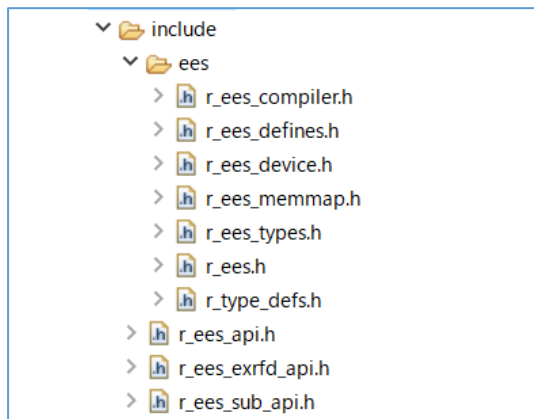 include
ees
.h r_ees_compiler.h
.h r_ees_defines.h
.h r_ees_device.h
.h r_ees_memmap.h
.h r_ees_types.h
.h r_ees.h
.h r_type_defs.h
.h r_ees_api.h
.h r_ees_exrfd_api.h
.h r_ees_sub_api.h